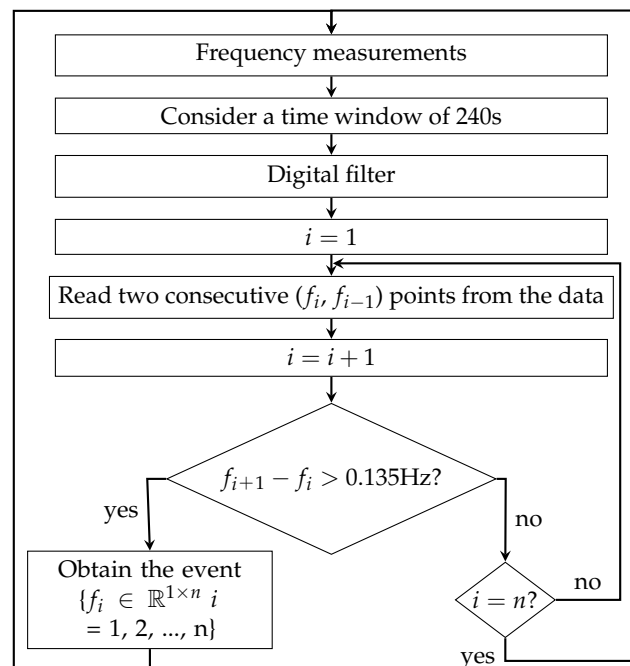 Frequency measurements
Consider a time window of 240s
Digital filter
i = 1
Read two consecutive (fᵢ, fᵢ₋₁) points from the data
i = i + 1
fᵢ₊₁ − fᵢ > 0.135Hz?
yes
no
Obtain the event
{fᵢ ∈ ℝ¹ˣⁿ i
= 1, 2, ..., n}
i = n?
no
yes